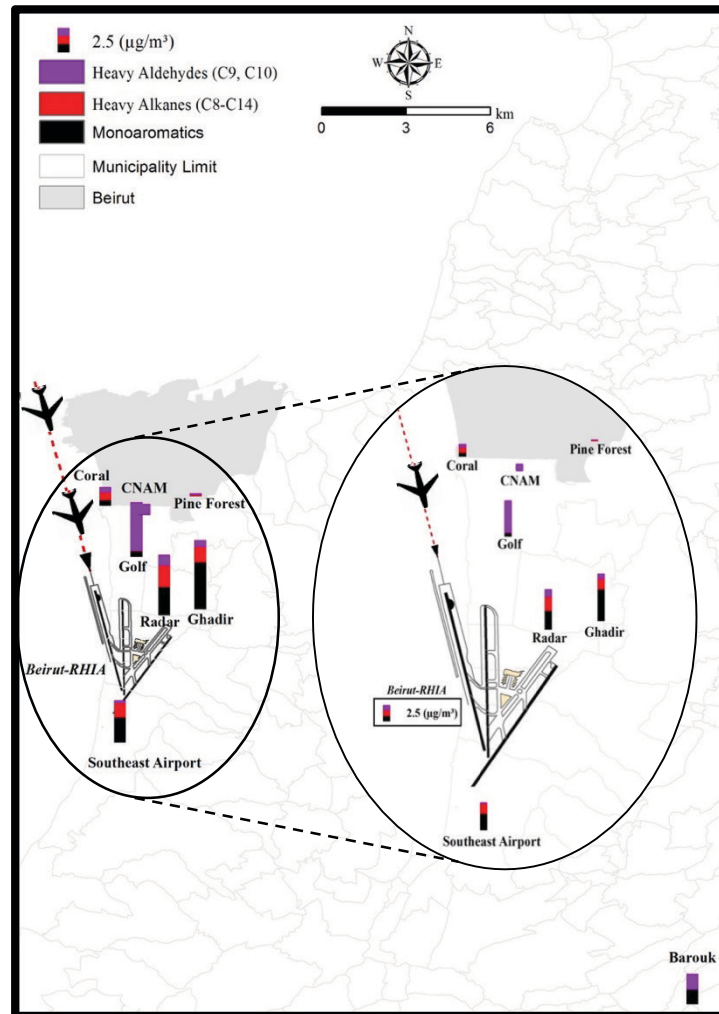 2.5 (µg/m³)
Heavy Aldehydes (C9, C10)
Heavy Alkanes (C8-C14)
Monoaromatics
Municipality Limit
Beirut
N
W E
S
0 3 6 km
Coral
CNAM
Pine Forest
Golf
Radar
Ghadir
Beirut-RHIA
Southeast Airport
Coral
Pine Forest
CNAM
Golf
Radar
Ghadir
Beirut-RHIA
2.5 (µg/m³)
Southeast Airport
Barouk